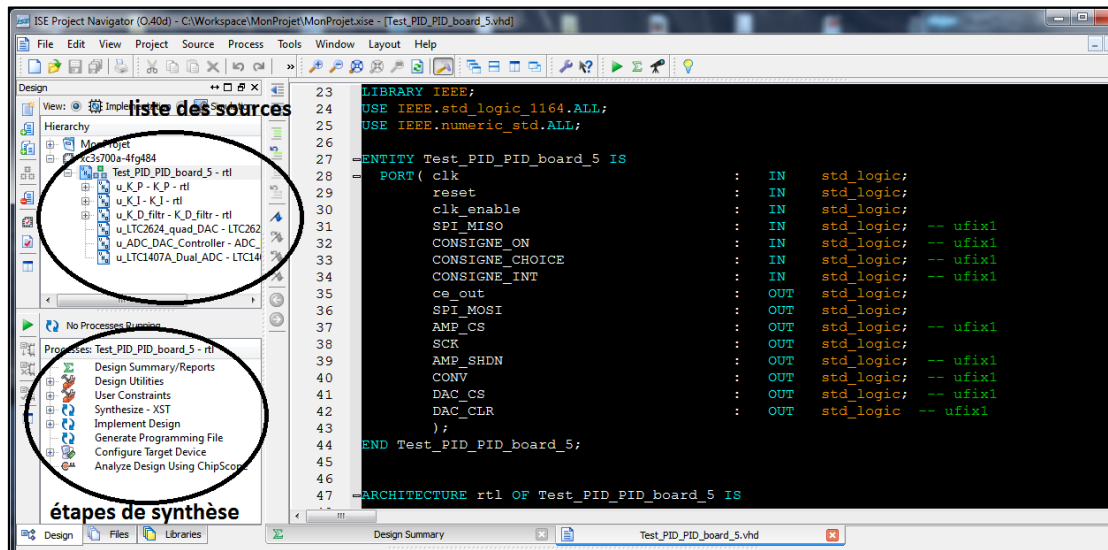 ISE Project Navigator (O.40d) - C:\Workspace\MonProjet\MonProjet.xise - [Test_PID_PID_board_5.vhd]
File Edit View Project Source Process Tools Window Layout Help
Design
View: Implementation Simulation
liste des sources
Hierarchy
MonProjet
xc3s700a-4fg484
Test_PID_PID_board_5 - rtl
u_K_P - K_P - rtl
u_K_I - K_I - rtl
u_K_D_filtr - K_D_filtr - rtl
u_LTC2624_quad_DAC - LTC262
u_ADC_DAC_Controller - ADC_
u_LTC1407A_Dual_ADC - LTC14
No Processes Running
Processes: Test_PID_PID_board_5 - rtl
Design Summary/Reports
Design Utilities
User Constraints
Synthesize - XST
Implement Design
Generate Programming File
Configure Target Device
Analyze Design Using ChipScope
étapes de synthèse
Design Files Libraries
23 LIBRARY IEEE;
24 USE IEEE.std_logic_1164.ALL;
25 USE IEEE.numeric_std.ALL;
26
27 ENTITY Test_PID_PID_board_5 IS
28 PORT( clk : IN std_logic;
29 reset : IN std_logic;
30 clk_enable : IN std_logic;
31 SPI_MISO : IN std_logic; -- ufix1
32 CONSIGNE_ON : IN std_logic; -- ufix1
33 CONSIGNE_CHOICE : IN std_logic; -- ufix1
34 CONSIGNE_INT : IN std_logic; -- ufix1
35 ce_out : OUT std_logic;
36 SPI_MOSI : OUT std_logic;
37 AMP_CS : OUT std_logic; -- ufix1
38 SCK : OUT std_logic;
39 AMP_SHDN : OUT std_logic; -- ufix1
40 CONV : OUT std_logic; -- ufix1
41 DAC_CS : OUT std_logic; -- ufix1
42 DAC_CLR : OUT std_logic -- ufix1
43 );
44 END Test_PID_PID_board_5;
45
46
47 ARCHITECTURE rtl OF Test_PID_PID_board_5 IS
Design Summary Test_PID_PID_board_5.vhd